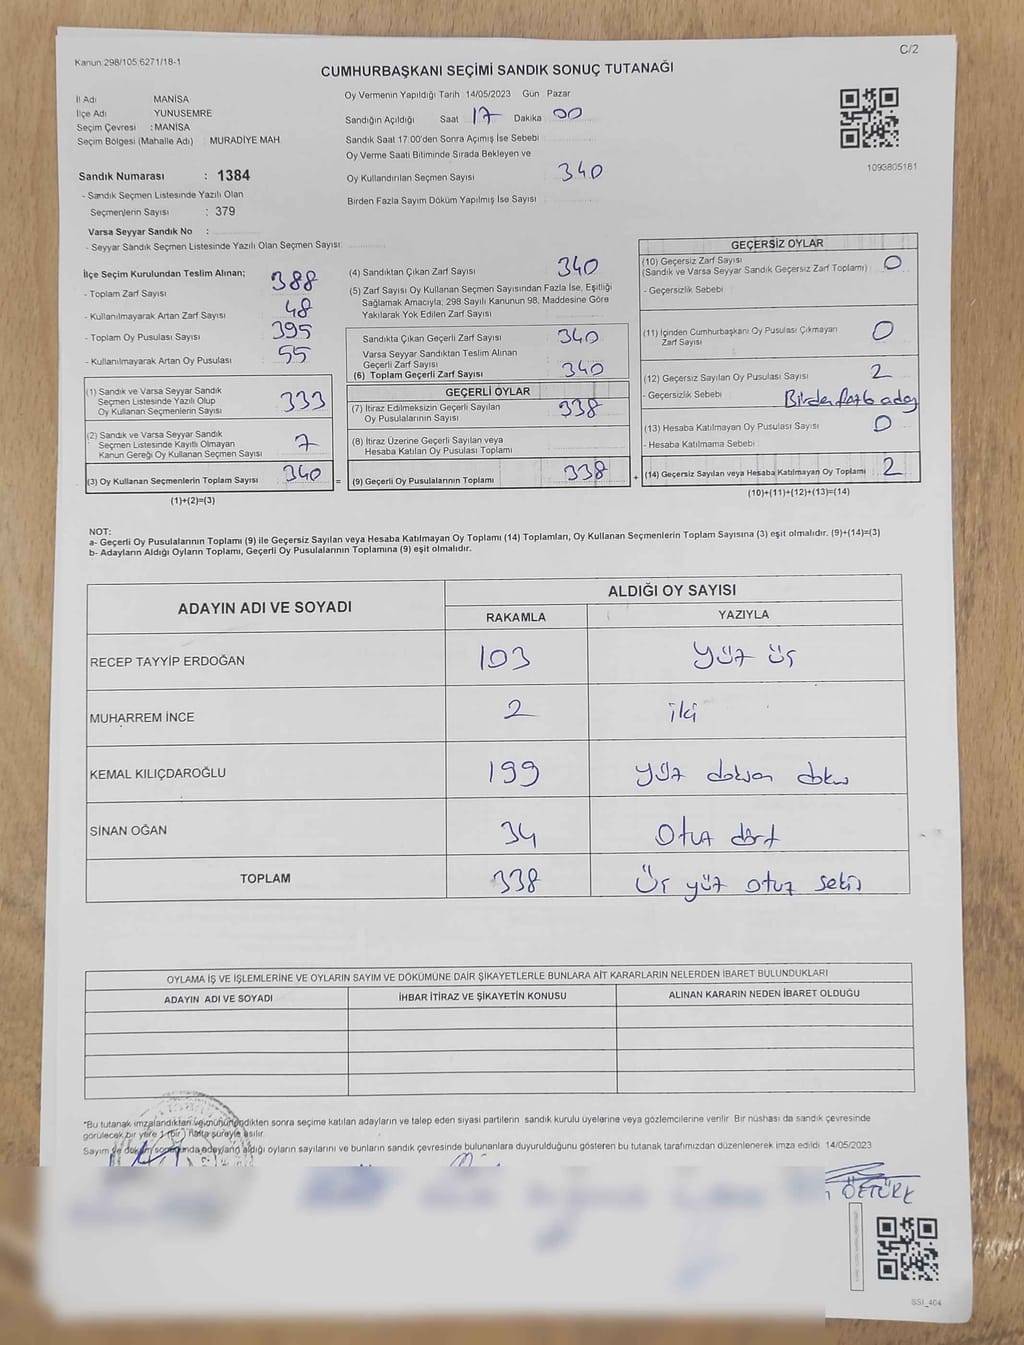 Kanun 298/105 6271/18-1
C/2
CUMHURBAŞKANI SEÇİMİ SANDIK SONUÇ TUTANAĞI
İl Adı MANİSA
İlçe Adı YUNUSEMRE
Seçim Çevresi : MANİSA
Seçim Bölgesi (Mahalle Adı) : MURADİYE MAH
Sandık Numarası : 1384
- Sandık Seçmen Listesinde Yazılı Olan
Seçmenlerin Sayısı : 379
Varsa Seyyar Sandık No :
- Seyyar Sandık Seçmen Listesinde Yazılı Olan Seçmen Sayısı:
Oy Vermenin Yapıldığı Tarih 14/05/2023 Gün Pazar
Sandığın Açıldığı Saat 17 Dakika 00
Sandık Saat 17:00'den Sonra Açımış İse Sebebi
Oy Verme Saati Bitiminde Sırada Bekleyen ve
Oy Kullandırılan Seçmen Sayısı 340
Birden Fazla Sayım Döküm Yapılmış İse Sayısı
1093805181
İlçe Seçim Kurulundan Teslim Alınan;
- Toplam Zarf Sayısı 388
- Kullanılmayarak Artan Zarf Sayısı 48
- Toplam Oy Pusulası Sayısı 395
- Kullanılmayarak Artan Oy Pusulası 55
(1) Sandık ve Varsa Seyyar Sandık
Seçmen Listesinde Yazılı Olup
Oy Kullanan Seçmenlerin Sayısı 333
(2) Sandık ve Varsa Seyyar Sandık
Seçmen Listesinde Kayıtlı Olmayan
Kanun Gereği Oy Kullanan Seçmen Sayısı 7
(3) Oy Kullanan Seçmenlerin Toplam Sayısı 340 =
(1)+(2)=(3)
(4) Sandıktan Çıkan Zarf Sayısı 340
(5) Zarf Sayısı Oy Kullanan Seçmen Sayısından Fazla İse, Eşitliği
Sağlamak Amacıyla; 298 Sayılı Kanunun 98. Maddesine Göre
Yakılarak Yok Edilen Zarf Sayısı
Sandıkta Çıkan Geçerli Zarf Sayısı 340
Varsa Seyyar Sandıktan Teslim Alınan
Geçerli Zarf Sayısı
(6) Toplam Geçerli Zarf Sayısı 340
GEÇERLİ OYLAR
(7) İtiraz Edilmeksizin Geçerli Sayılan
Oy Pusulalarının Sayısı 338
(8) İtiraz Üzerine Geçerli Sayılan veya
Hesaba Katılan Oy Pusulası Toplamı
(9) Geçerli Oy Pusulalarının Toplamı 338 +
GEÇERSİZ OYLAR
(10) Geçersiz Zarf Sayısı 0
(Sandık ve Varsa Seyyar Sandık Geçersiz Zarf Toplamı)
- Geçersizlik Sebebi
(11) İçinden Cumhurbaşkanı Oy Pusulası Çıkmayan
Zarf Sayısı 0
(12) Geçersiz Sayılan Oy Pusulası Sayısı 2
- Geçersizlik Sebebi Birden fazla aday
(13) Hesaba Katılmayan Oy Pusulası Sayısı 0
- Hesaba Katılmama Sebebi
(14) Geçersiz Sayılan veya Hesaba Katılmayan Oy Toplamı 2
(10)+(11)+(12)+(13)=(14)
NOT:
a- Geçerli Oy Pusulalarının Toplamı (9) ile Geçersiz Sayılan veya Hesaba Katılmayan Oy Toplamı (14) Toplamları, Oy Kullanan Seçmenlerin Toplam Sayısına (3) eşit olmalıdır. (9)+(14)=(3)
b- Adayların Aldığı Oyların Toplamı, Geçerli Oy Pusulalarının Toplamına (9) eşit olmalıdır.
ADAYIN ADI VE SOYADI ALDIĞI OY SAYISI
RAKAMLA YAZIYLA
RECEP TAYYİP ERDOĞAN 103 yüz üç
MUHARREM İNCE 2 iki
KEMAL KILIÇDAROĞLU 199 yüz doksan dokuz
SİNAN OĞAN 34 Otuz dört
TOPLAM 338 Üç yüz otuz sekiz
OYLAMA İŞ VE İŞLEMLERİNE VE OYLARIN SAYIM VE DÖKÜMÜNE DAİR ŞİKAYETLERLE BUNLARA AİT KARARLARIN NELERDEN İBARET BULUNDUKLARI
ADAYIN ADI VE SOYADI İHBAR İTİRAZ VE ŞİKAYETİN KONUSU ALINAN KARARIN NEDEN İBARET OLDUĞU
*Bu tutanak imzalandıktan ve mühürlendikten sonra seçime katılan adayların ve talep eden siyasi partilerin sandık kurulu üyelerine veya gözlemcilerine verilir Bir nüshası da sandık çevresinde
görülecek bir yere 1 (bir) hafta süreyle asılır.
Sayım ve döküm sonucunda adayların aldığı oyların sayılarını ve bunların sandık çevresinde bulunanlara duyurulduğunu gösteren bu tutanak tarafımızdan düzenlenerek imza edildi 14/05/2023
ÖZTÜRK
SSI_404